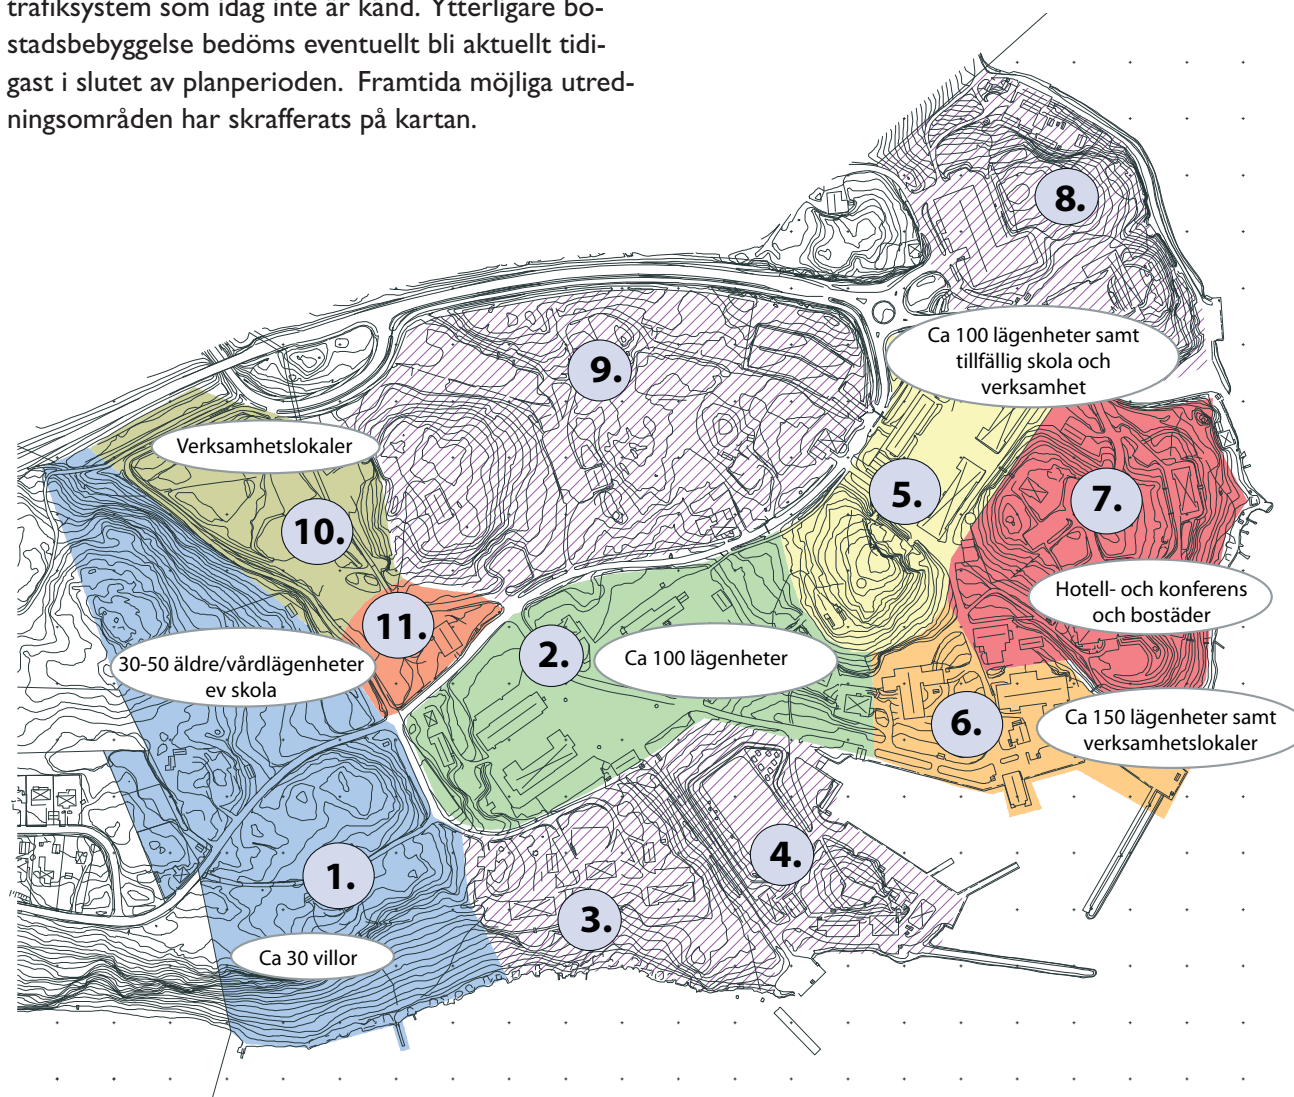 trafiksystem som idag inte är känd. Ytterligare bo-
stadsbebyggelse bedöms eventuellt bli aktuellt tidi-
gast i slutet av planperioden. Framtida möjliga utred-
ningsområden har skrafferats på kartan.
8.
Ca 100 lägenheter samt
tillfällig skola och
verksamhet
9.
Verksamhetslokaler
5.
7.
10.
Hotell- och konferens
och bostäder
11.
30-50 äldre/vårdlägenheter
ev skola
2.
Ca 100 lägenheter
6.
Ca 150 lägenheter samt
verksamhetslokaler
4.
1.
3.
Ca 30 villor